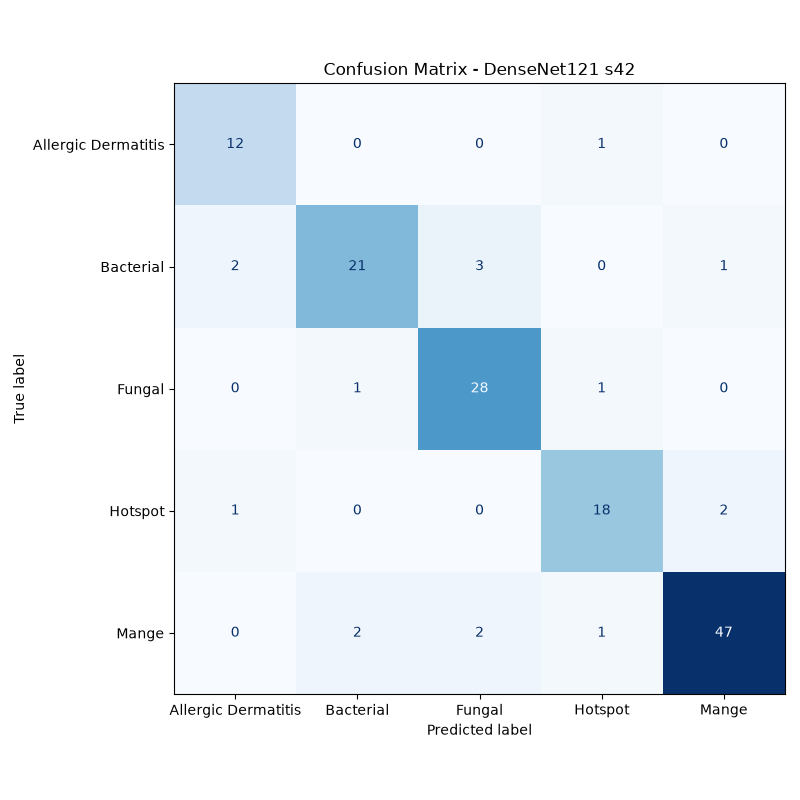 Confusion Matrix - DenseNet121 s42
True label
Allergic Dermatitis 12 0 0 1 0
Bacterial 2 21 3 0 1
Fungal 0 1 28 1 0
Hotspot 1 0 0 18 2
Mange 0 2 2 1 47
Allergic Dermatitis Bacterial Fungal Hotspot Mange
Predicted label